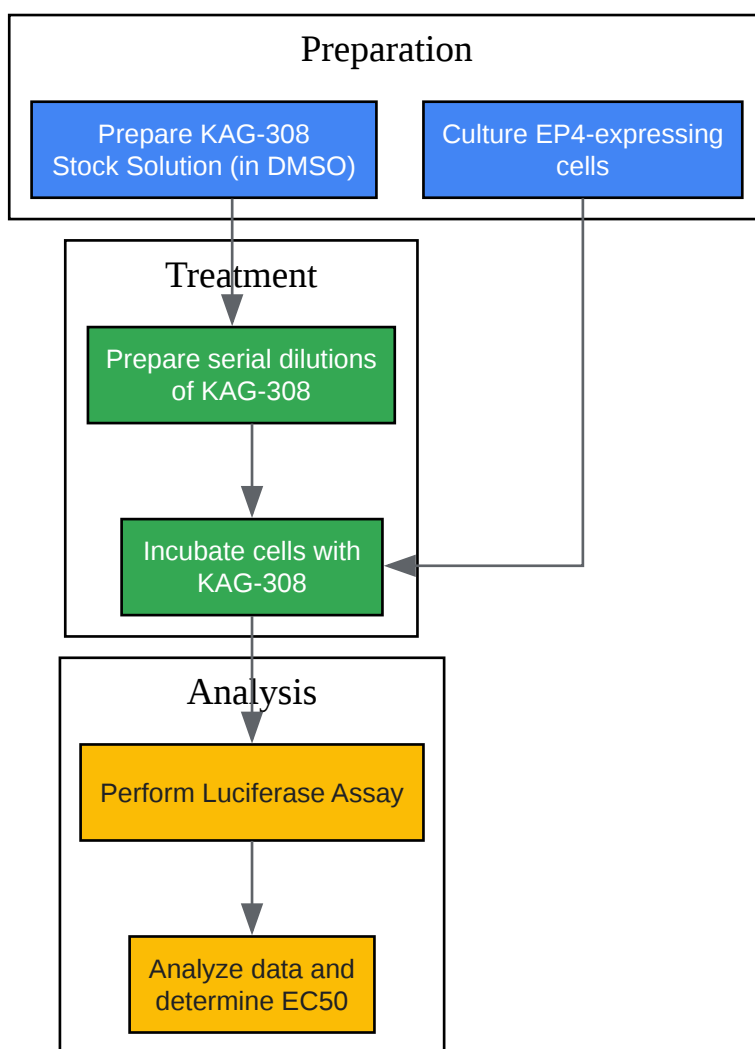 Preparation
Prepare KAG-308
Stock Solution (in DMSO)
Culture EP4-expressing
cells
Treatment
Prepare serial dilutions
of KAG-308
Incubate cells with
KAG-308
Analysis
Perform Luciferase Assay
Analyze data and
determine EC50